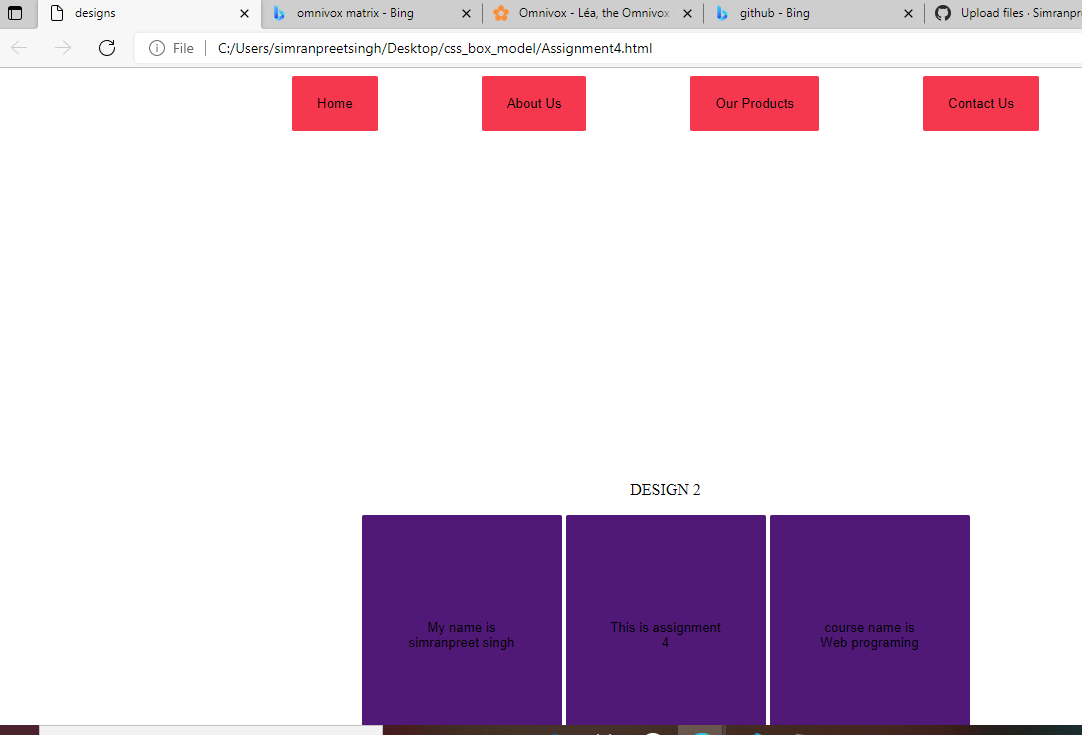 designs
omnivox matrix - Bing
Omnivox - Léa, the Omnivox
github - Bing
Upload files · Simranpr
File
C:/Users/simranpreetsingh/Desktop/css_box_model/Assignment4.html
Home
About Us
Our Products
Contact Us
DESIGN 2
My name is
simranpreet singh
This is assignment
4
course name is
Web programing